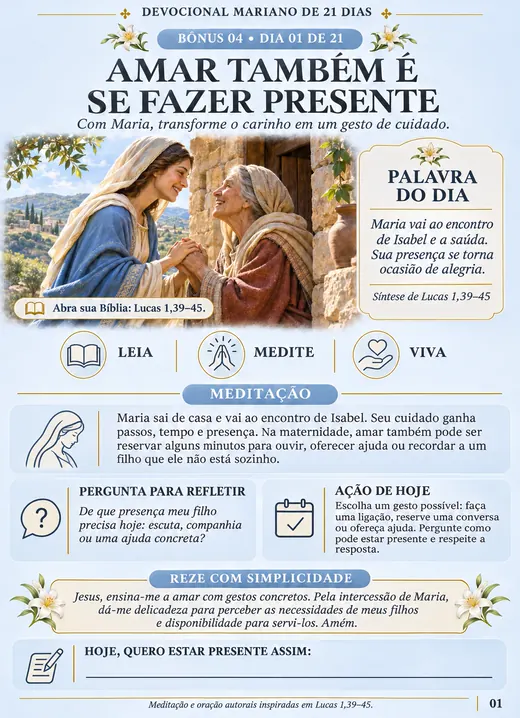 DEVOCIONAL MARIANO DE 21 DIAS
BÔNUS 04 • DIA 01 DE 21
AMAR TAMBÉM É
SE FAZER PRESENTE
Com Maria, transforme o carinho em um gesto de cuidado.
PALAVRA
DO DIA
Maria vai ao encontro
de Isabel e a saúda.
Sua presença se torna
ocasião de alegria.
Síntese de Lucas 1,39–45
Abra sua Bíblia: Lucas 1,39–45.
LEIA
MEDITE
VIVA
MEDITAÇÃO
Maria sai de casa e vai ao encontro de Isabel. Seu cuidado ganha
passos, tempo e presença. Na maternidade, amar também pode ser
reservar alguns minutos para ouvir, oferecer ajuda ou recordar a um
filho que ele não está sozinho.
PERGUNTA PARA REFLETIR
De que presença meu filho
precisa hoje: escuta, companhia
ou uma ajuda concreta?
AÇÃO DE HOJE
Escolha um gesto possível: faça
uma ligação, reserve uma conversa
ou ofereça ajuda. Pergunte como
pode estar presente e respeite a
resposta.
REZE COM SIMPLICIDADE
Jesus, ensina-me a amar com gestos concretos. Pela intercessão de Maria,
dá-me delicadeza para perceber as necessidades de meus filhos
e disponibilidade para servi-los. Amém.
HOJE, QUERO ESTAR PRESENTE ASSIM:
Meditação e oração autorais inspiradas em Lucas 1,39–45.
01